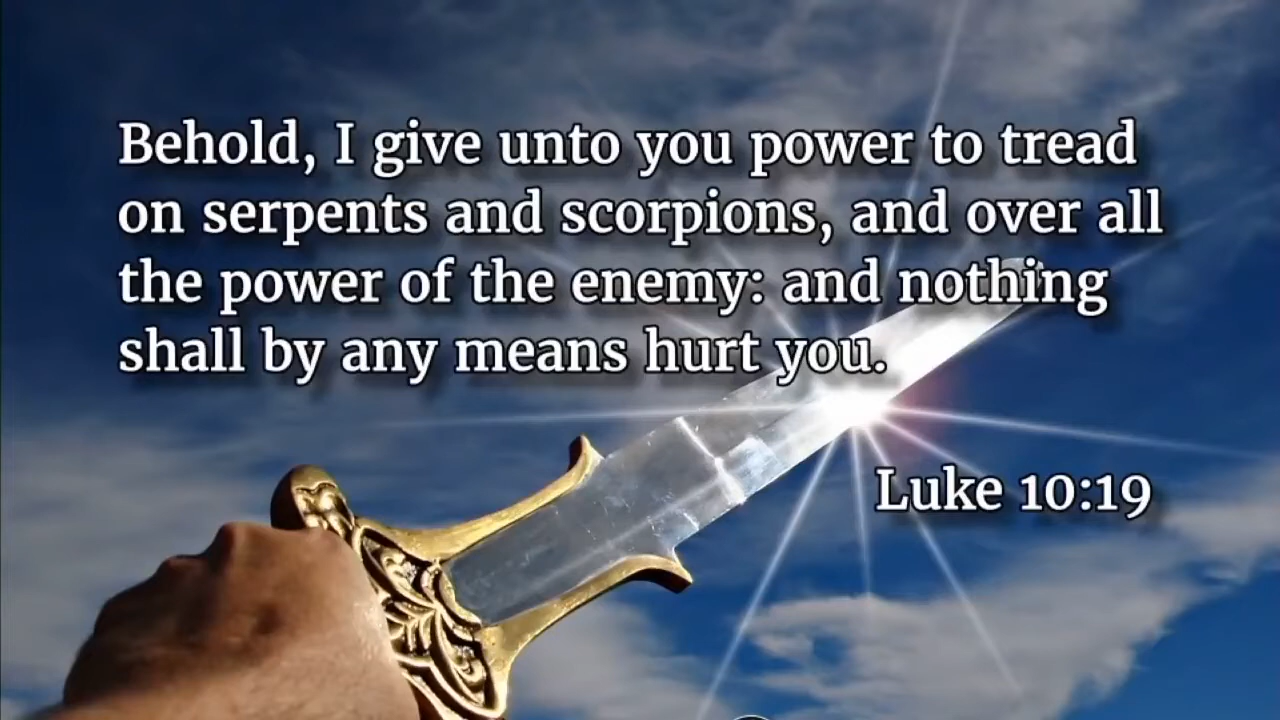 Behold, I give unto you power to tread
on serpents and scorpions, and over all
the power of the enemy: and nothing
shall by any means hurt you.
Luke 10:19